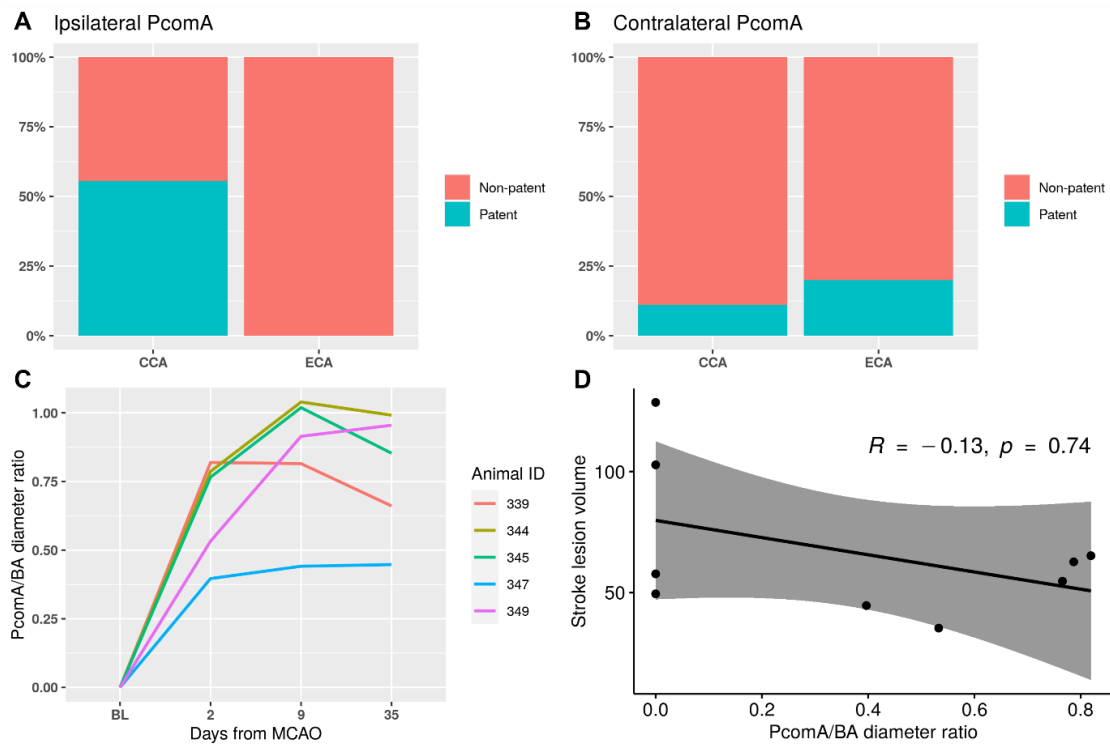 A Ipsilateral PcomA
100%
75%
50%
25%
0%
CCA ECA
Non-patent
Patent
B Contralateral PcomA
100%
75%
50%
25%
0%
CCA ECA
Non-patent
Patent
C
PcomA/BA diameter ratio
1.00
0.75
0.50
0.25
0.00
BL 2 9 35
Days from MCAO
Animal ID
339
344
345
347
349
D
Stroke lesion volume
100
50
R = −0.13, p = 0.74
0.0 0.2 0.4 0.6 0.8
PcomA/BA diameter ratio